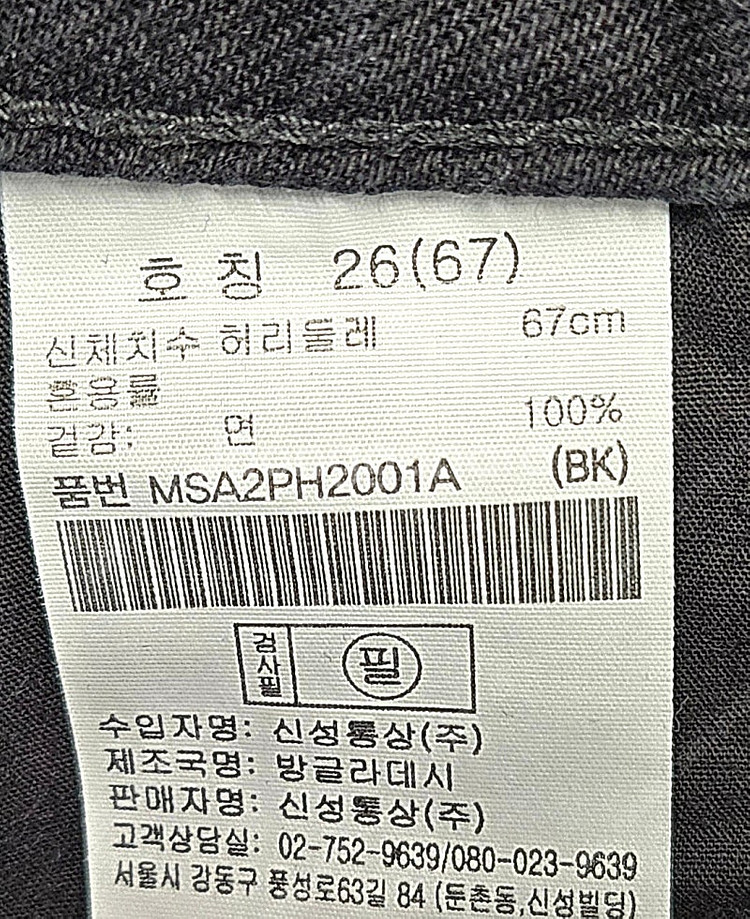 호 칭 26(67)
신체치수 허리둘레 67cm
혼용률
겉감: 면 100%
품번 MSA2PH2001A (BK)
검사필 필
수입자명: 신성통상(주)
제조국명: 방글라데시
판매자명: 신성통상(주)
고객상담실: 02-752-9639/080-023-9639
서울시 강동구 풍성로63길 84 (둔촌동,신성빌딩)